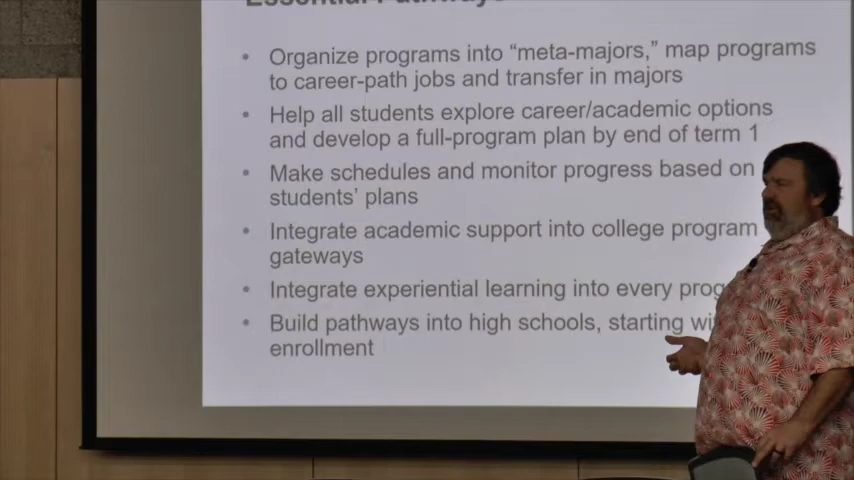 Essential Pathways
• Organize programs into “meta-majors,” map programs
to career-path jobs and transfer in majors
• Help all students explore career/academic options
and develop a full-program plan by end of term 1
• Make schedules and monitor progress based on
students’ plans
• Integrate academic support into college program
gateways
• Integrate experiential learning into every
• Build pathways into high schools, starting
enrollment